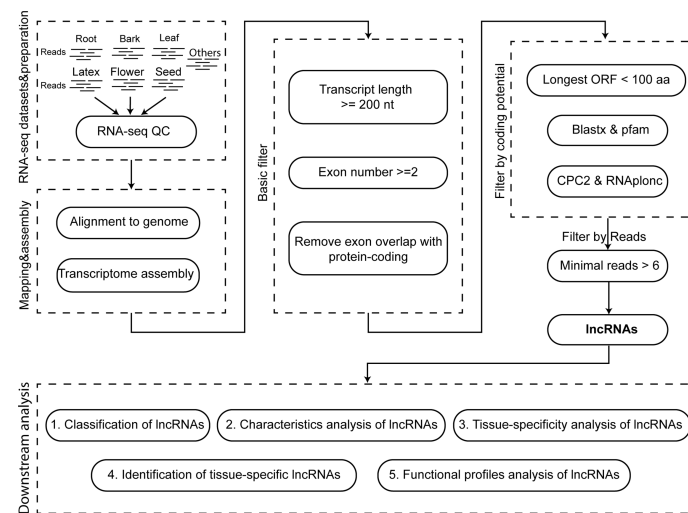 RNA-seq datasets&preparation
Root Bark Leaf
Others
Reads
Latex Flower Seed
Reads
RNA-seq QC
Mapping&assembly
Alignment to genome
Transcriptome assembly
Basic filter
Transcript length
>= 200 nt
Exon number >=2
Remove exon overlap with
protein-coding
Filter by coding potential
Longest ORF < 100 aa
Blastx & pfam
CPC2 & RNAplonc
Filter by Reads
Minimal reads > 6
lncRNAs
Downstream analysis
1. Classification of lncRNAs
2. Characteristics analysis of lncRNAs
3. Tissue-specificity analysis of lncRNAs
4. Identification of tissue-specific lncRNAs
5. Functional profiles analysis of lncRNAs